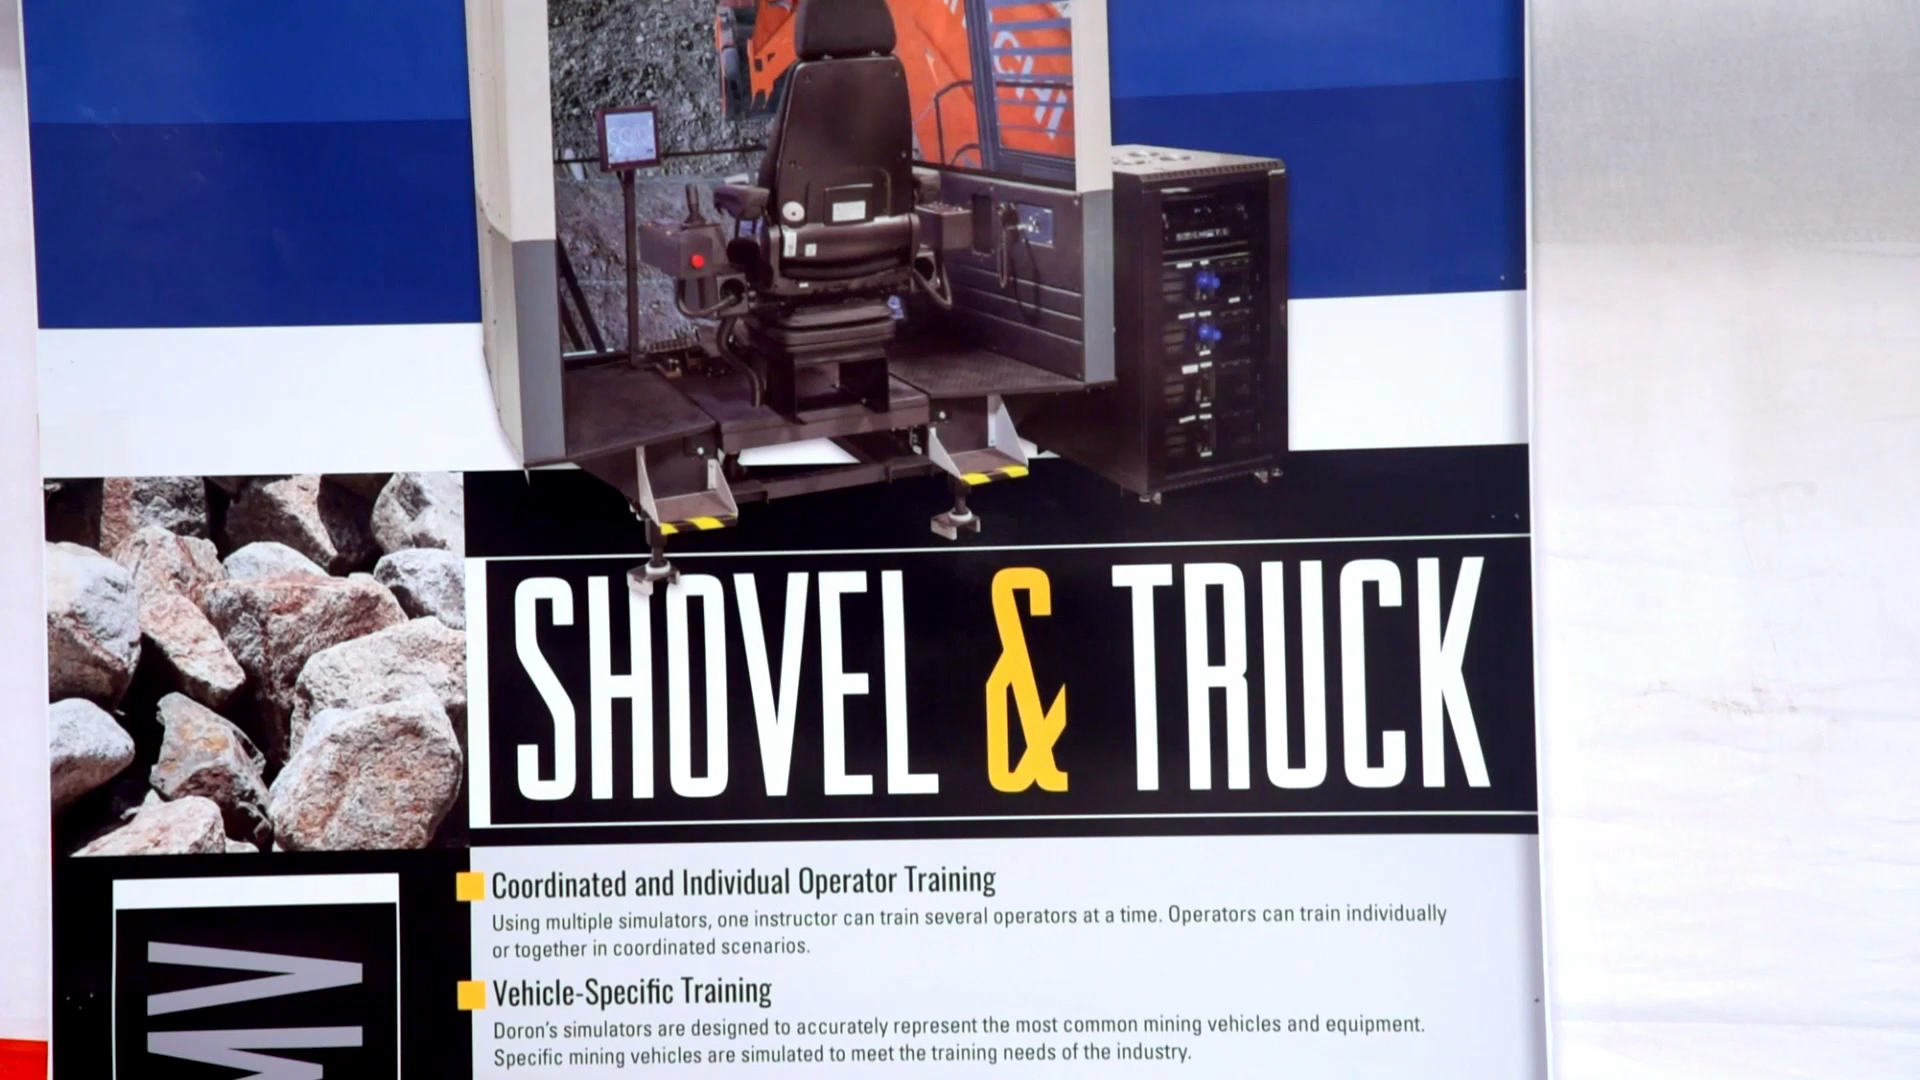 SHOVEL & TRUCK
Coordinated and Individual Operator Training
Using multiple simulators, one instructor can train several operators at a time. Operators can train individually
or together in coordinated scenarios.
Vehicle-Specific Training
Doron's simulators are designed to accurately represent the most common mining vehicles and equipment.
Specific mining vehicles are simulated to meet the training needs of the industry.